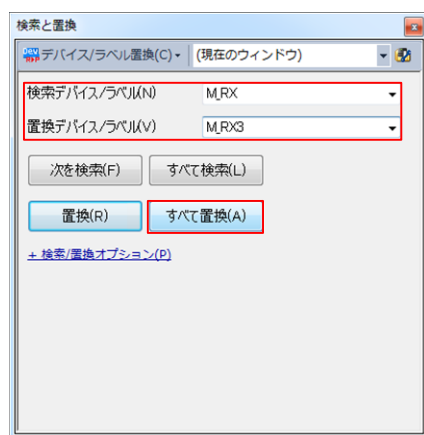 検索と置換
デバイス/ラベル置換(C) (現在のウィンドウ)
検索デバイス/ラベル(N) M_RX
置換デバイス/ラベル(V) M_RX3
次を検索(F) すべて検索(L)
置換(R) すべて置換(A)
+ 検索/置換オプション(P)